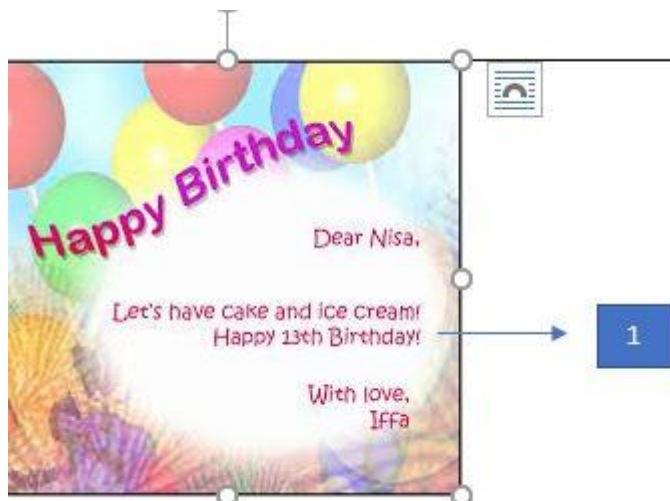 Happy Birthday
Dear Nisa,
Let's have cake and ice cream!
Happy 13th Birthday!
With love,
Iffa
1